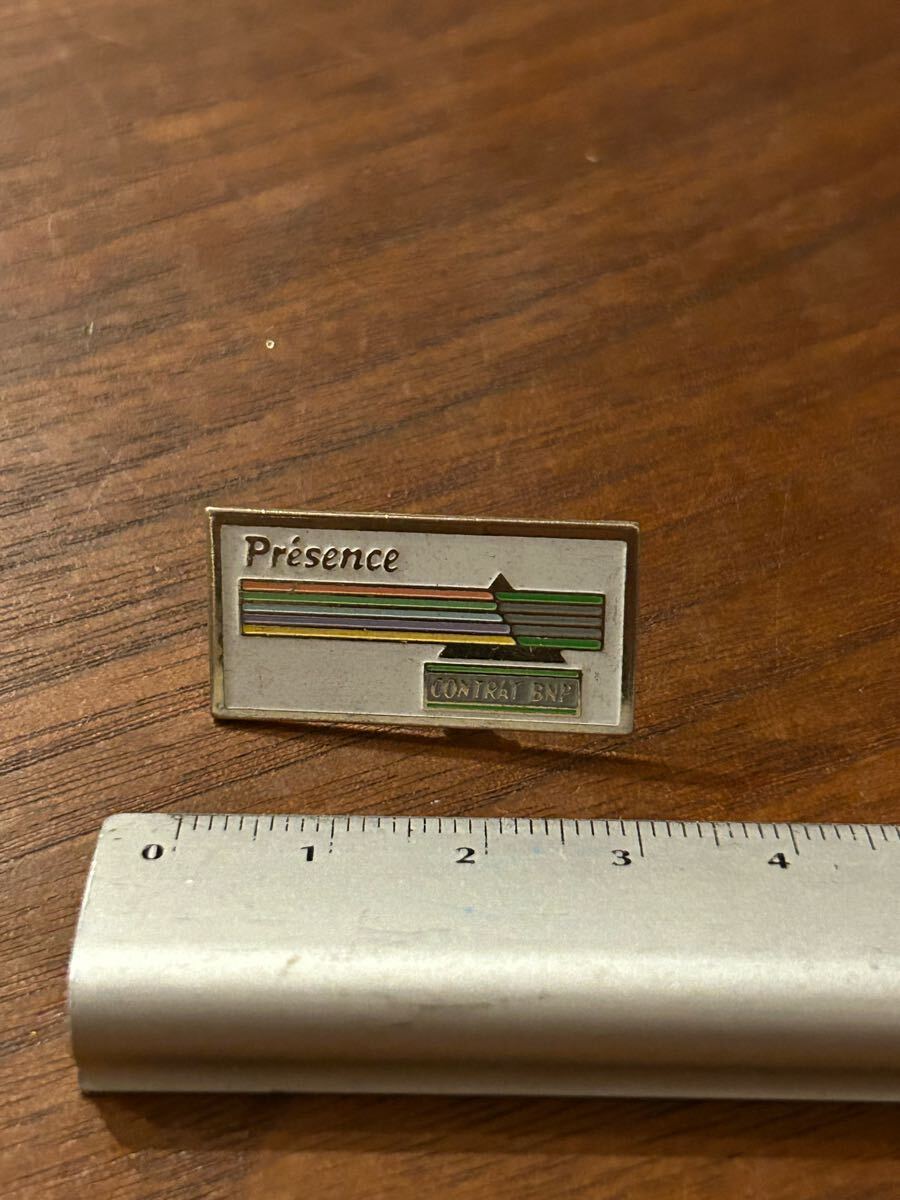 Présence
CONTRAT BNP
0 1 2 3 4